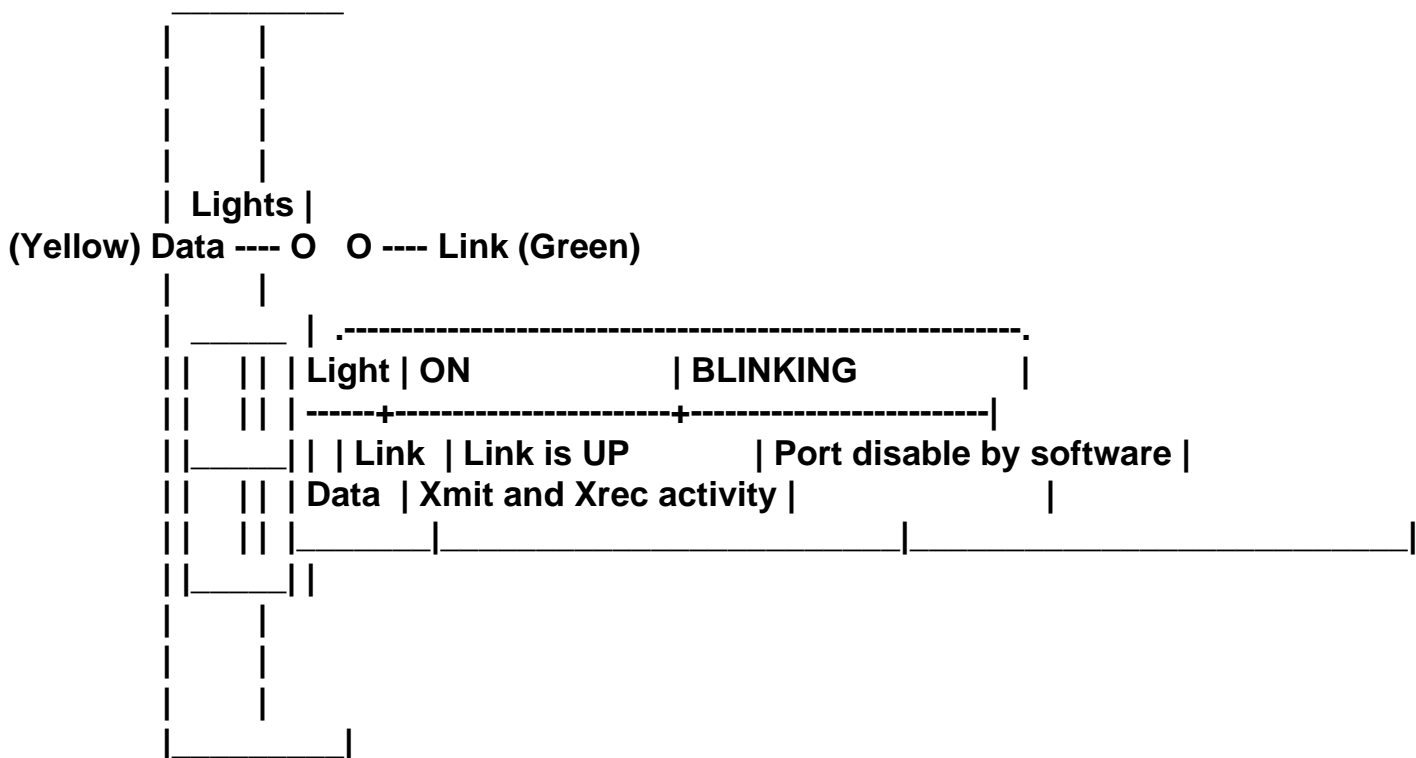 Lights
(Yellow) Data ---- O O ---- Link (Green)
Light | ON | BLINKING |
------+------------------------+--------------------------|
| Link | Link is UP | Port disable by software |
Data | Xmit and Xrec activity | |